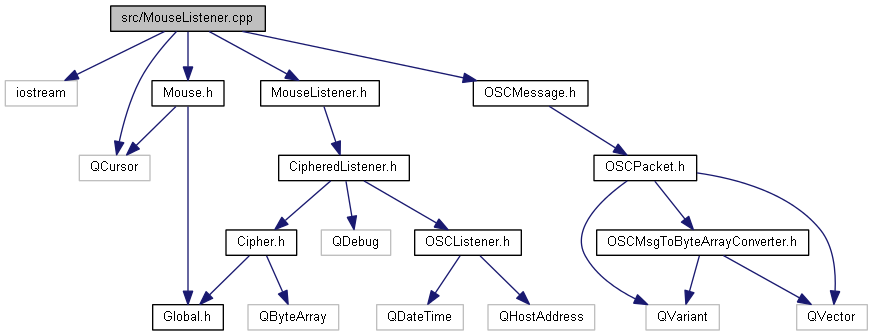 src/MouseListener.cpp
iostream
Mouse.h
MouseListener.h
OSCMessage.h
QCursor
CipheredListener.h
OSCPacket.h
Cipher.h
QDebug
OSCListener.h
OSCMsgToByteArrayConverter.h
Global.h
QByteArray
QDateTime
QHostAddress
QVariant
QVector